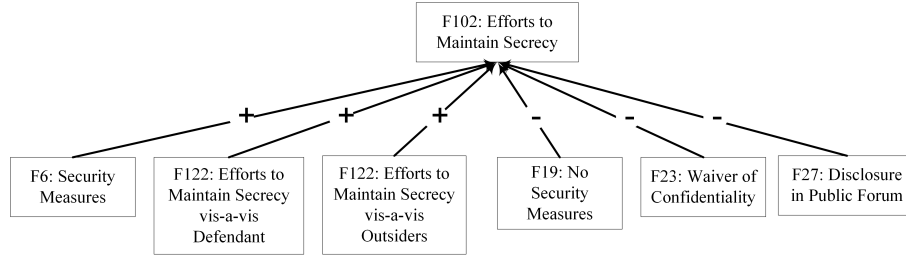 F102: Efforts to
Maintain Secrecy
+
+
+
-
-
-
F6: Security
Measures
F122: Efforts to
Maintain Secrecy
vis-a-vis
Defendant
F122: Efforts to
Maintain Secrecy
vis-a-vis
Outsiders
F19: No
Security
Measures
F23: Waiver of
Confidentiality
F27: Disclosure
in Public Forum